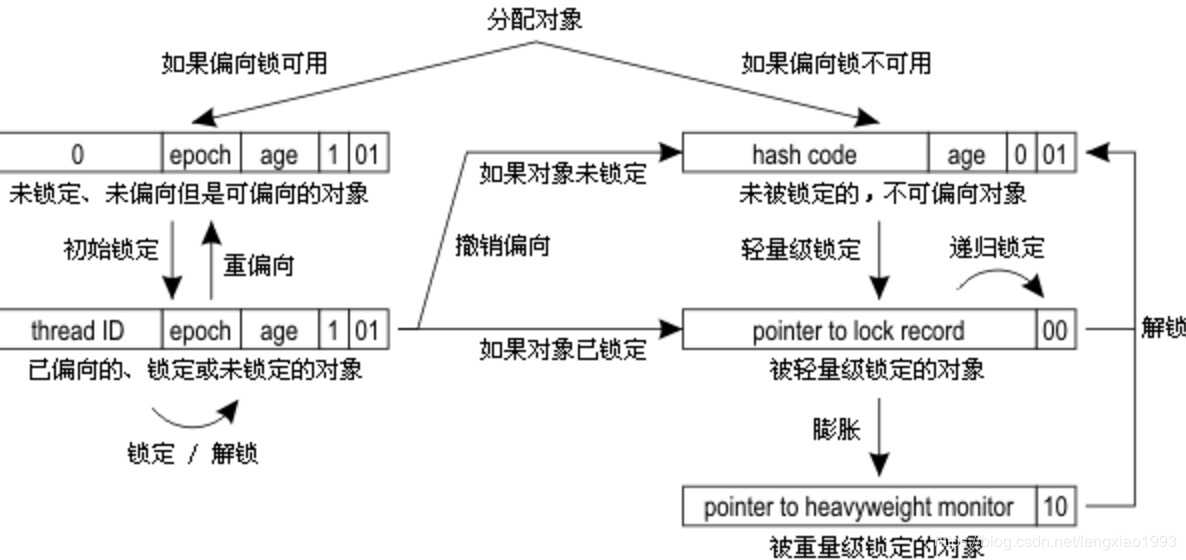 分配对象
如果偏向锁可用
如果偏向锁不可用
0 epoch age 1 01
hash code age 0 01
未锁定、未偏向但是可偏向的对象
如果对象未锁定
未被锁定的，不可偏向对象
初始锁定
重偏向
撤销偏向
轻量级锁定
递归锁定
thread ID epoch age 1 01
pointer to lock record 00
解锁
已偏向的、锁定或未锁定的对象
如果对象已锁定
被轻量级锁定的对象
锁定 / 解锁
膨胀
pointer to heavyweight monitor 10
被重量级锁定的对象
blog.csdn.net/lengxiao1993